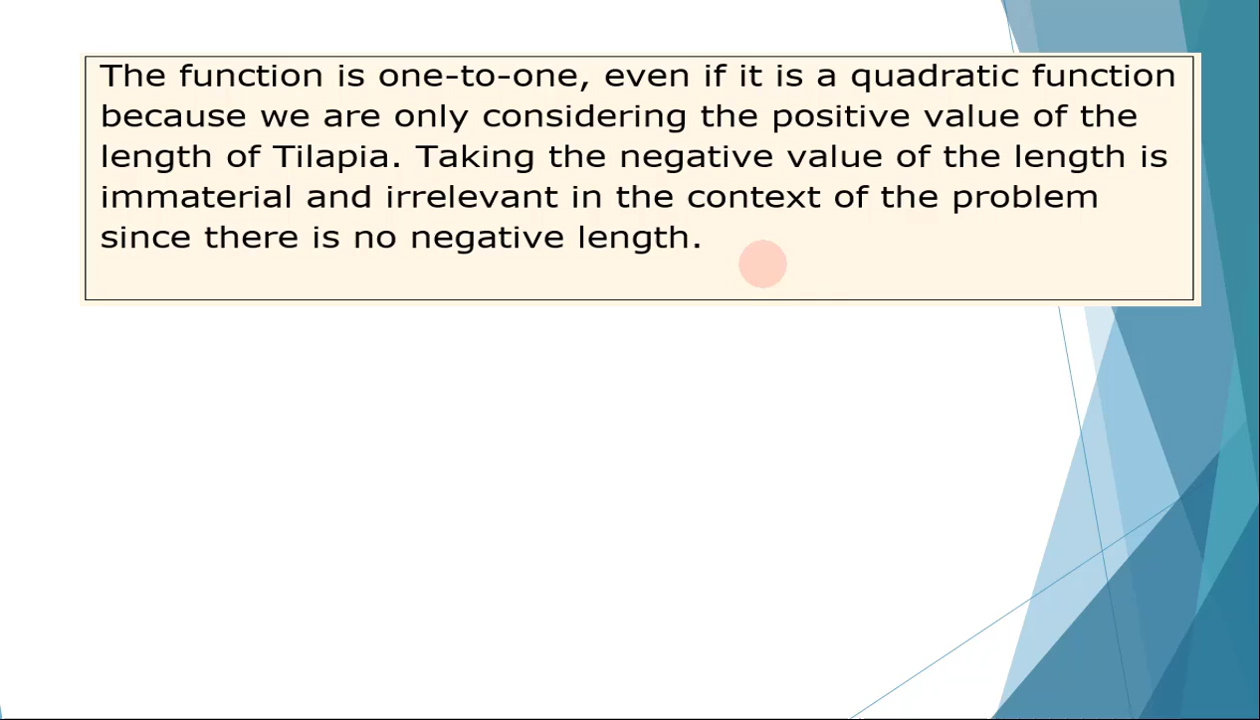 The function is one-to-one, even if it is a quadratic function
because we are only considering the positive value of the
length of Tilapia. Taking the negative value of the length is
immaterial and irrelevant in the context of the problem
since there is no negative length.